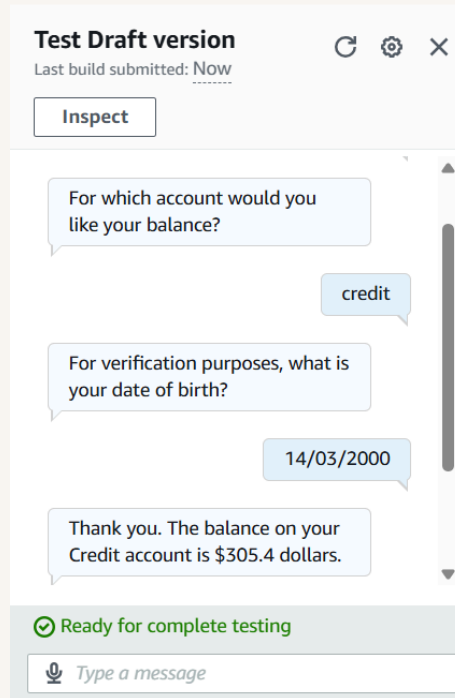 Test Draft version
Last build submitted: Now
Inspect
For which account would you
like your balance?
credit
For verification purposes, what is
your date of birth?
14/03/2000
Thank you. The balance on your
Credit account is $305.4 dollars.
Ready for complete testing
Type a message